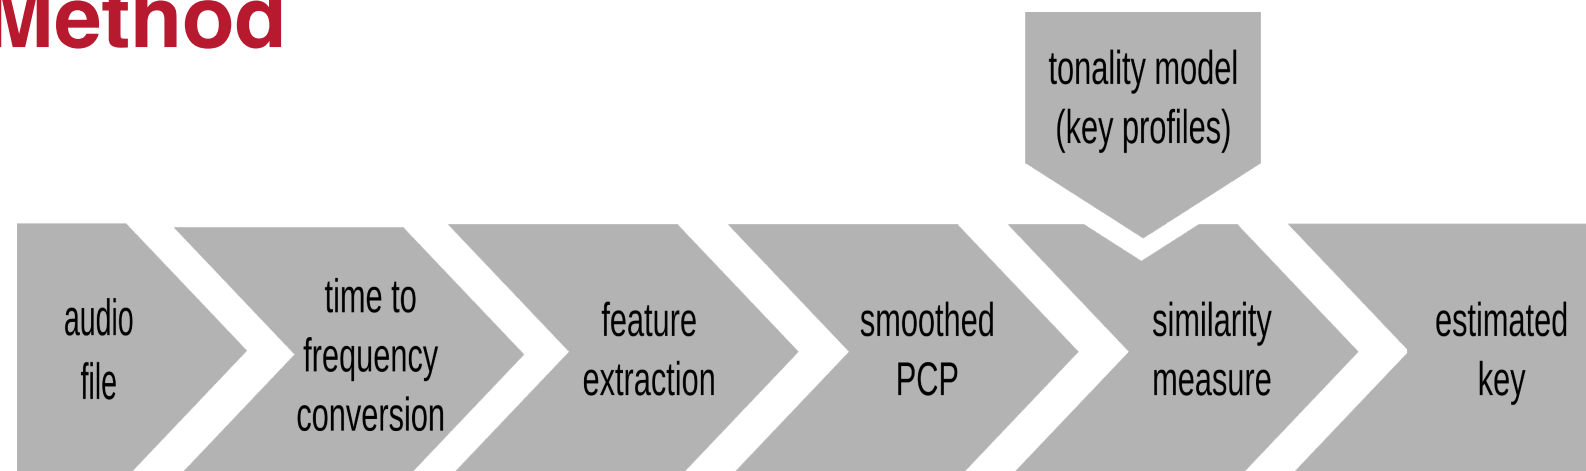 Method
tonality model
(key profiles)
audio
file
time to
frequency
conversion
feature
extraction
smoothed
PCP
similarity
measure
estimated
key